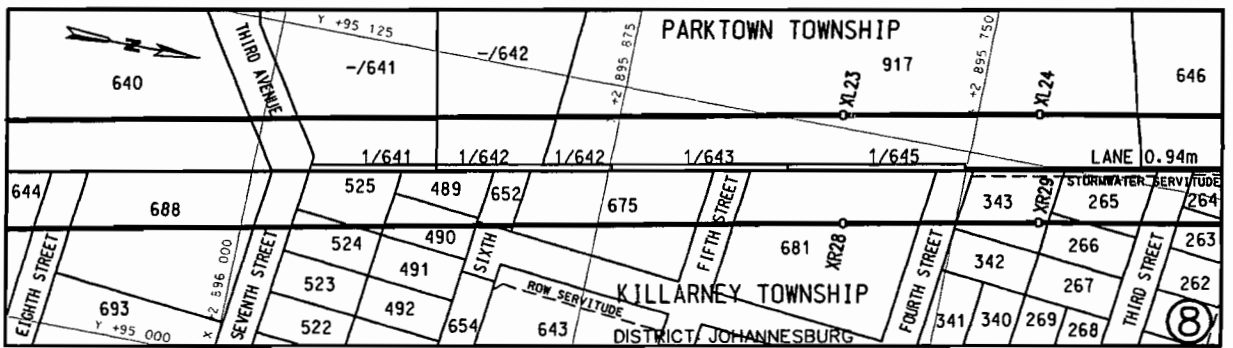 PARKTOWN TOWNSHIP
N
640
THIRD AVENUE
Y +95 125
-/641
-/642
X +2 895 875
917
X +2 895 750
646
XL23
XL24
1/641
1/642
1/642
1/643
1/645
LANE 0.94m
STORMWATER SERVITUDE
644
688
525
489
652
675
343
XR29
265
264
EIGHTH STREET
X +2 896 000
SEVENTH STREET
524
490
SIXTH
FIFTH STREET
681
XR28
FOURTH STREET
342
266
THIRD STREET
263
523
491
267
262
693
492
ROW SERVITUDE
KILLARNEY TOWNSHIP
Y +95 000
522
654
643
DISTRICT: JOHANNESBURG
341
340
269
268
8